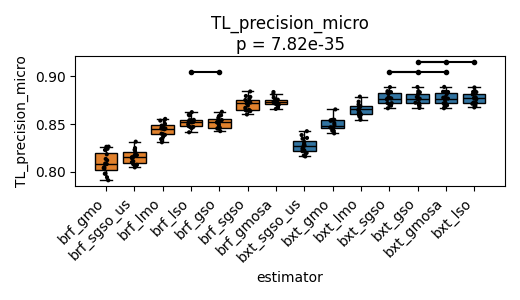 TL_precision_micro
p = 7.82e-35
TL_precision_micro
0.90
0.85
0.80
brf_gmo
brf_sgso_us
brf_lmo
brf_lso
brf_gso
brf_sgso
brf_gmosa
bxt_sgso_us
bxt_gmo
bxt_lmo
bxt_sgso
bxt_gso
bxt_gmosa
bxt_lso
estimator